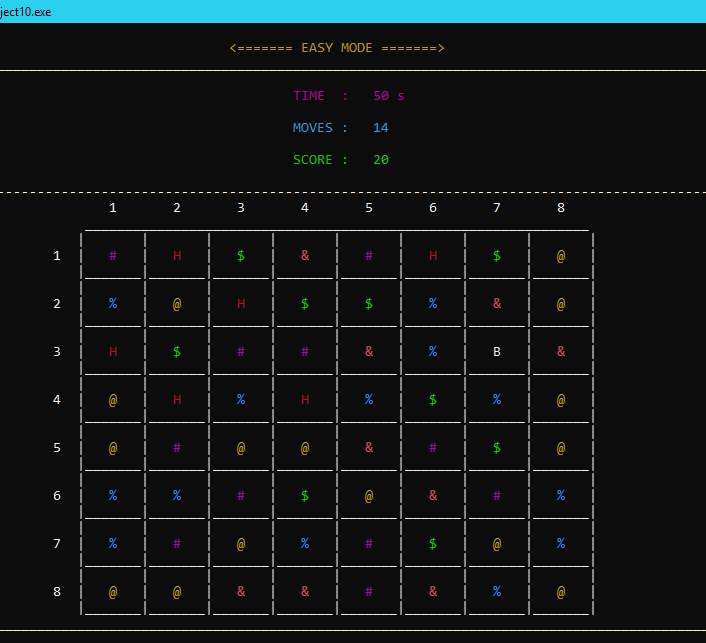 ject10.exe
<======= EASY MODE =======>
TIME : 50 s
MOVES : 14
SCORE : 20
1 2 3 4 5 6 7 8
1 # H $ & # H $ @
2 % @ H $ $ % & @
3 H $ # # & % B &
4 @ H % H % $ % @
5 @ # @ @ & # $ @
6 % % # $ @ & # %
7 % # @ % # $ @ %
8 @ @ & & # & % @